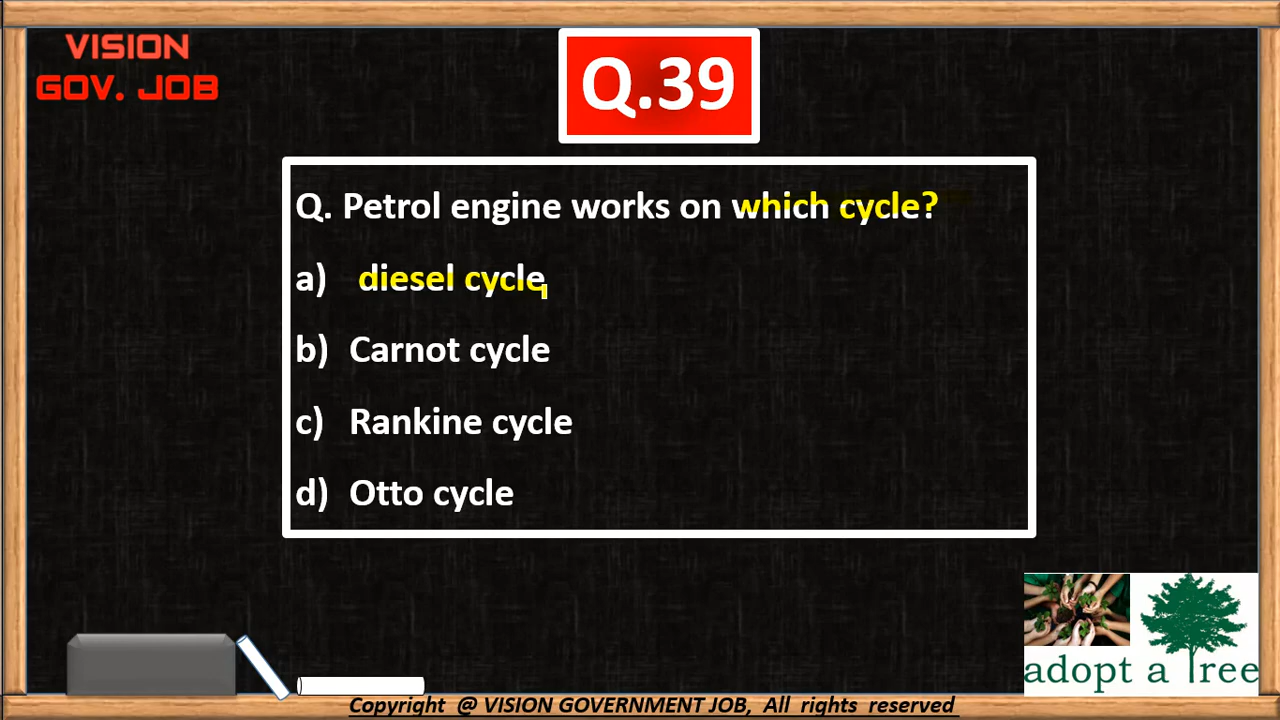 VISION
GOV. JOB
Q.39
Q. Petrol engine works on which cycle?
a) diesel cycle
b) Carnot cycle
c) Rankine cycle
d) Otto cycle
adopt a Tree
Copyright @ VISION GOVERNMENT JOB, All rights reserved